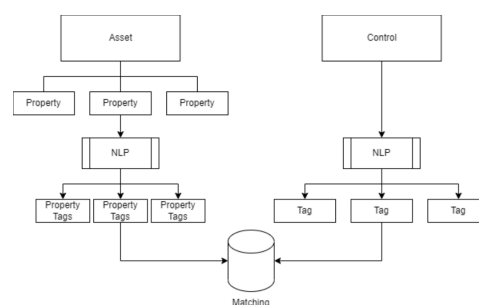 Asset
Control
Property
Property
Property
NLP
NLP
Property
Tags
Property
Tags
Property
Tags
Tag
Tag
Tag
Matching